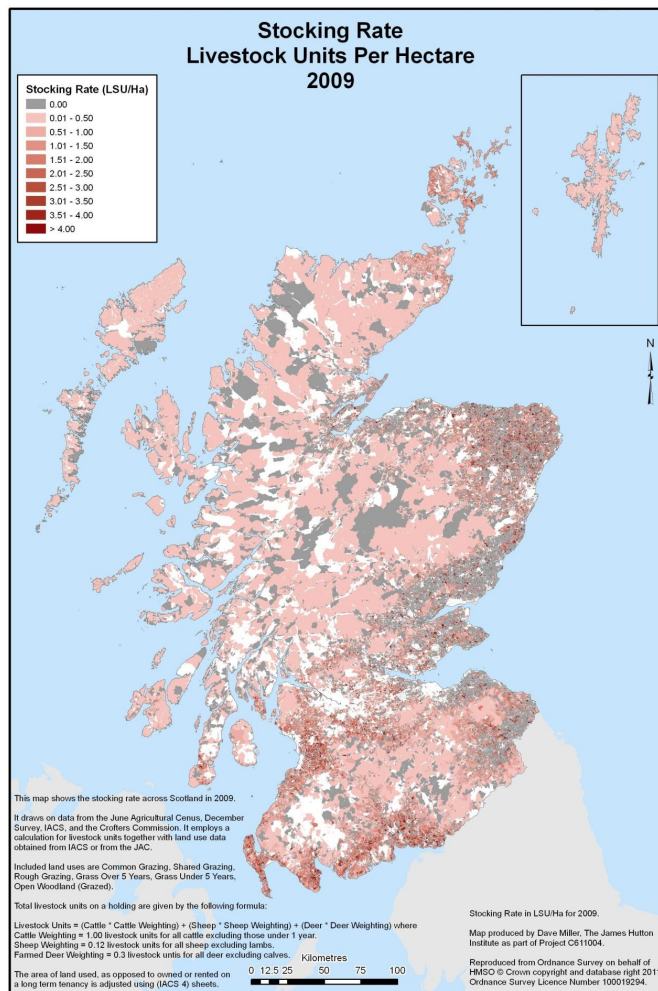 Stocking Rate
Livestock Units Per Hectare
2009
Stocking Rate (LSU/Ha)
0.00
0.01 - 0.50
0.51 - 1.00
1.01 - 1.50
1.51 - 2.00
2.01 - 2.50
2.51 - 3.00
3.01 - 3.50
3.51 - 4.00
> 4.00
N
This map shows the stocking rate across Scotland in 2009.
It draws on data from the June Agricultural Cenus, December
Survey, IACS, and the Crofters Commission. It employs a
calculation for livestock units together with land use data
obtained from IACS or from the JAC.
Included land uses are Common Grazing, Shared Grazing,
Rough Grazing, Grass Over 5 Years, Grass Under 5 Years,
Open Woodland (Grazed).
Total livestock units on a holding are given by the following formula:
Livestock Units = (Cattle * Cattle Weighting) + (Sheep * Sheep Weighting) + (Deer * Deer Weighting) where
Cattle Weighting = 1.00 livestock units for all cattle excluding those under 1 year.
Sheep Weighting = 0.12 livestock units for all sheep excluding lambs.
Farmed Deer Weighting = 0.3 livestock untis for all deer excluding calves.
The area of land used, as opposed to owned or rented on
a long term tenancy is adjusted using (IACS 4) sheets.
Kilometres
0 12.5 25 50 75 100
Stocking Rate in LSU/Ha for 2009.
Map produced by Dave Miller, The James Hutton
Institute as part of Project C611004.
Reproduced from Ordnance Survey on behalf of
HMSO © Crown copyright and database right 2011
Ordnance Survey Licence Number 100019294.